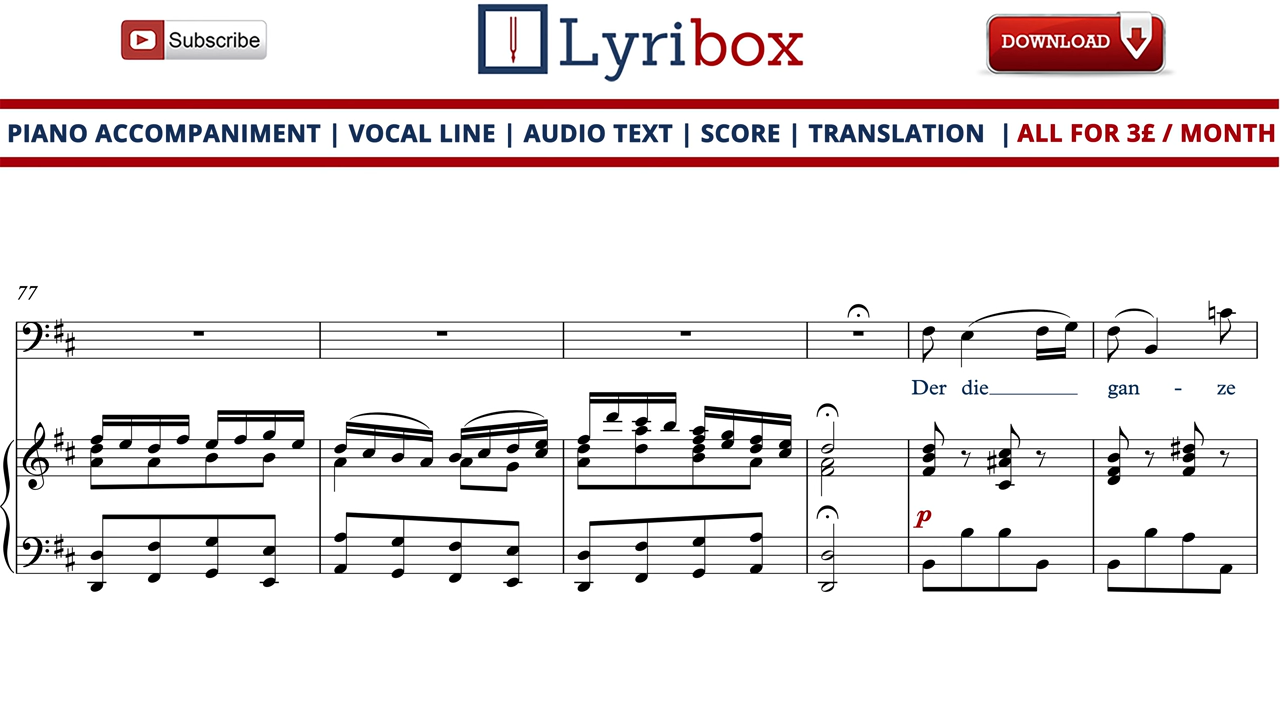 Subscribe
Lyribox
DOWNLOAD
PIANO ACCOMPANIMENT | VOCAL LINE | AUDIO TEXT | SCORE | TRANSLATION | ALL FOR 3£ / MONTH
77
Der die gan - ze
p